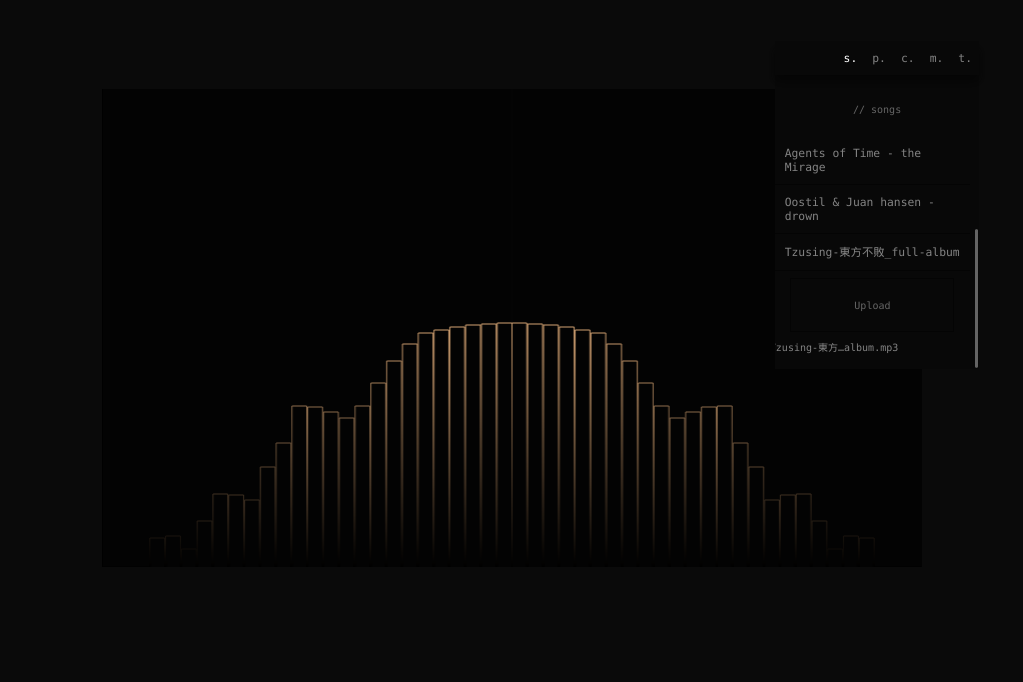 s. p. c. m. t.
// songs
Agents of Time - the
Mirage
Oostil & Juan hansen -
drown
Tzusing-東方不敗_full-album
Upload
Tzusing-東方…album.mp3